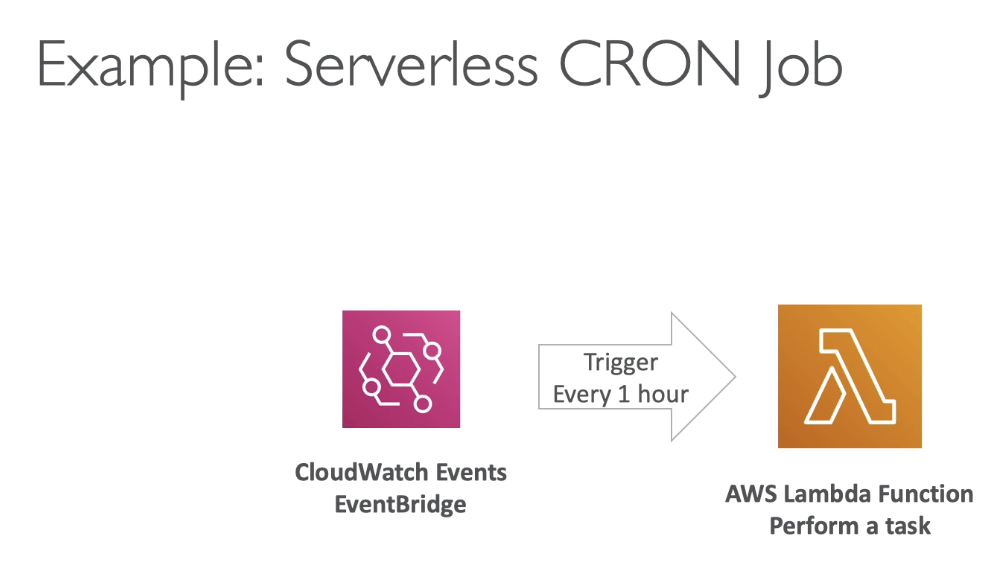 Example: Serverless CRON Job
Trigger
Every 1 hour
CloudWatch Events
EventBridge
AWS Lambda Function
Perform a task